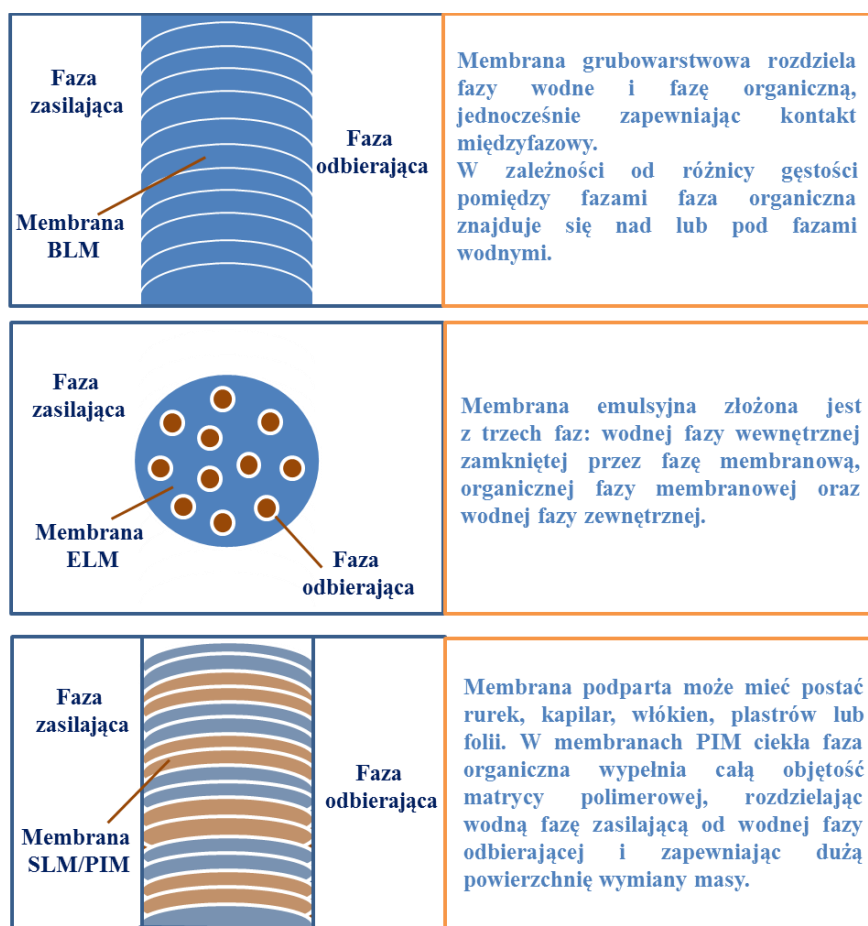 Faza
zasilająca
Faza
odbierająca
Membrana
BLM
Membrana grubowarstwowa rozdziela
fazy wodne i fazę organiczną,
jednocześnie zapewniając kontakt
międzyfazowy.
W zależności od różnicy gęstości
pomiędzy fazami faza organiczna
znajduje się nad lub pod fazami
wodnymi.
Faza
zasilająca
Membrana
ELM
Faza
odbierająca
Membrana emulsyjna złożona jest
z trzech faz: wodnej fazy wewnętrznej
zamkniętej przez fazę membranową,
organicznej fazy membranowej oraz
wodnej fazy zewnętrznej.
Faza
zasilająca
Faza
odbierająca
Membrana
SLM/PIM
Membrana podparta może mieć postać
rurek, kapilar, włókien, plastrów lub
folii. W membranach PIM ciekła faza
organiczna wypełnia całą objętość
matrycy polimerowej, rozdzielając
wodną fazę zasilającą od wodnej fazy
odbierającej i zapewniając dużą
powierzchnię wymiany masy.